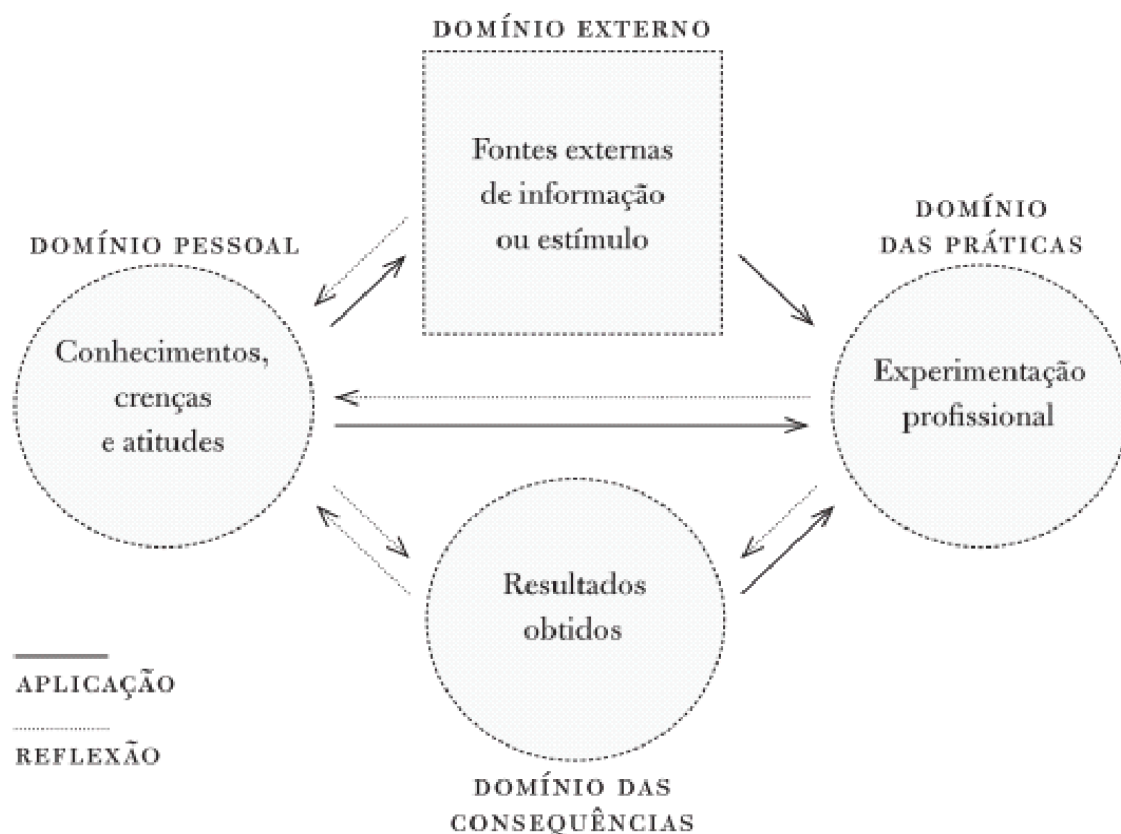 DOMÍNIO EXTERNO
Fontes externas
de informação
ou estímulo
DOMÍNIO PESSOAL
Conhecimentos,
crenças
e atitudes
DOMÍNIO
DAS PRÁTICAS
Experimentação
profissional
Resultados
obtidos
DOMÍNIO DAS
CONSEQUÊNCIAS
APLICAÇÃO
REFLEXÃO